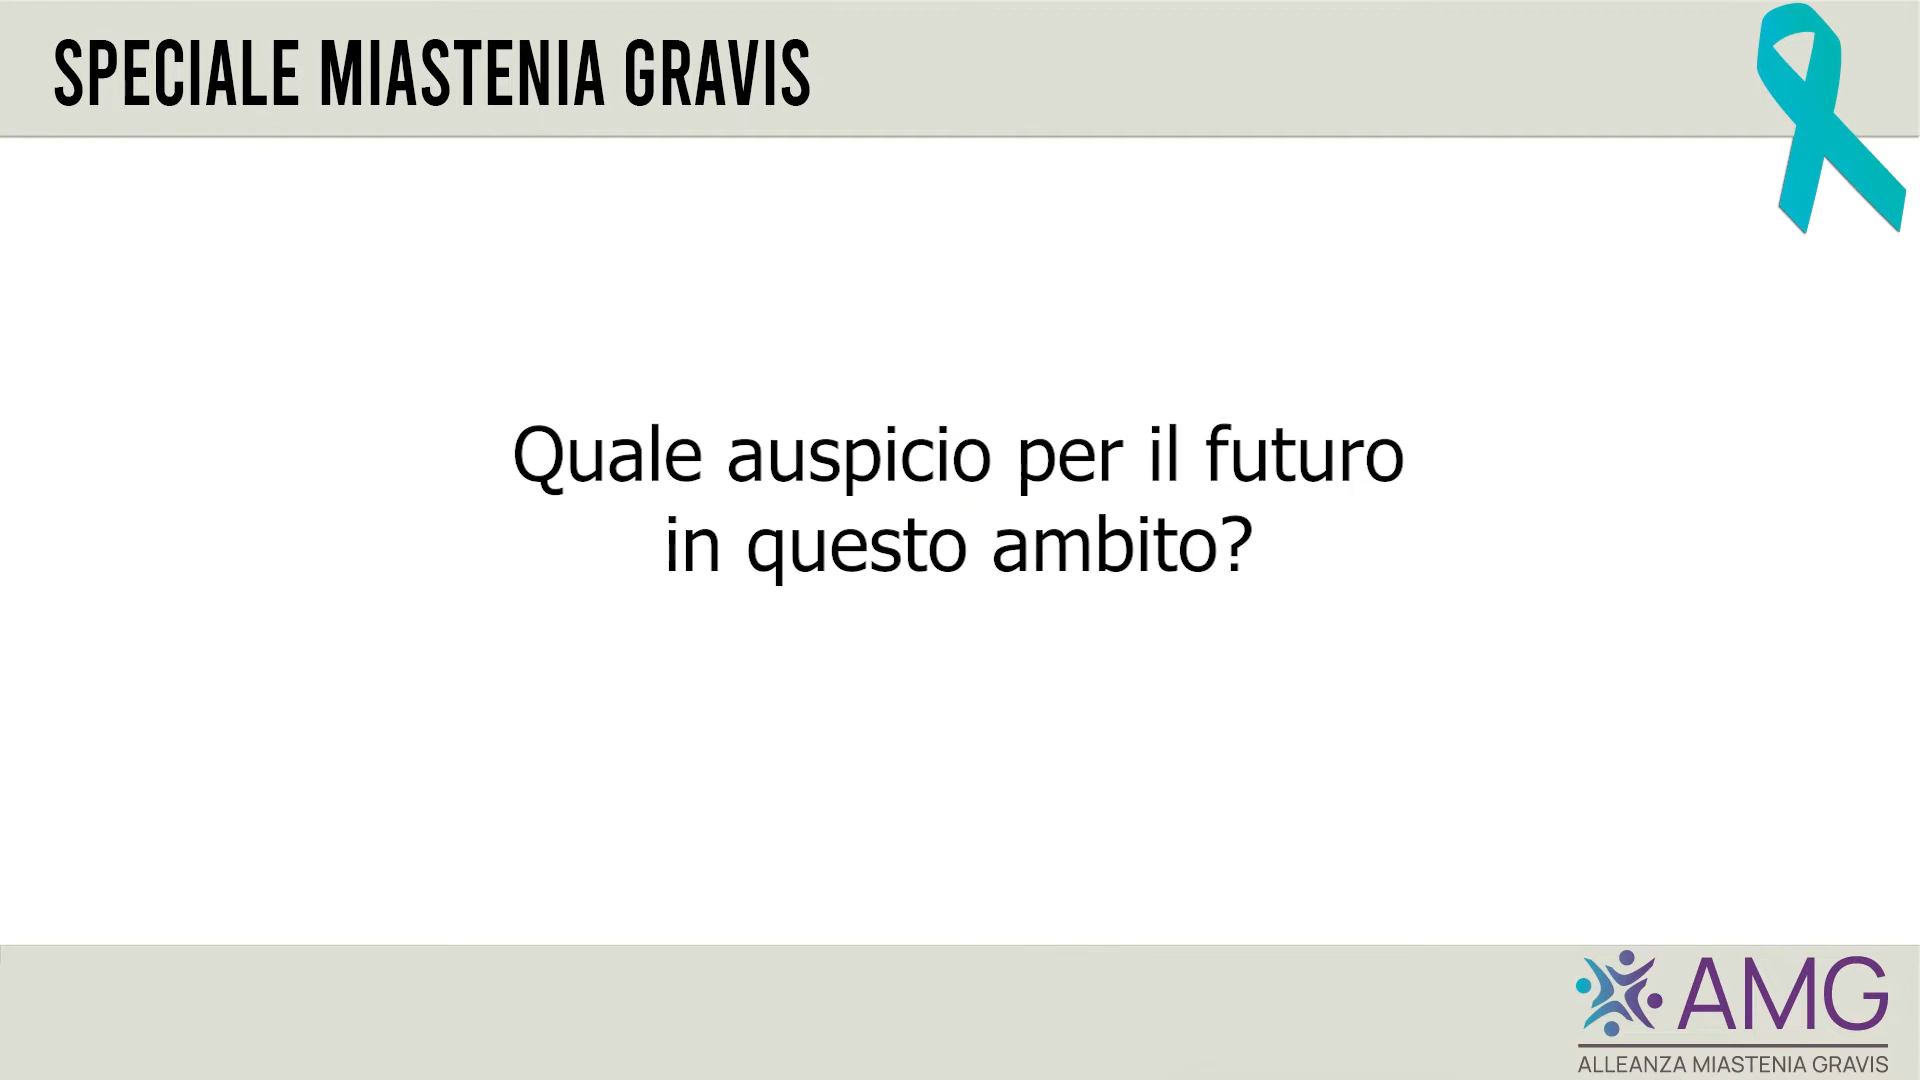 SPECIALE MIASTENIA GRAVIS
Quale auspicio per il futuro
in questo ambito?
AMG
ALLEANZA MIASTENIA GRAVIS